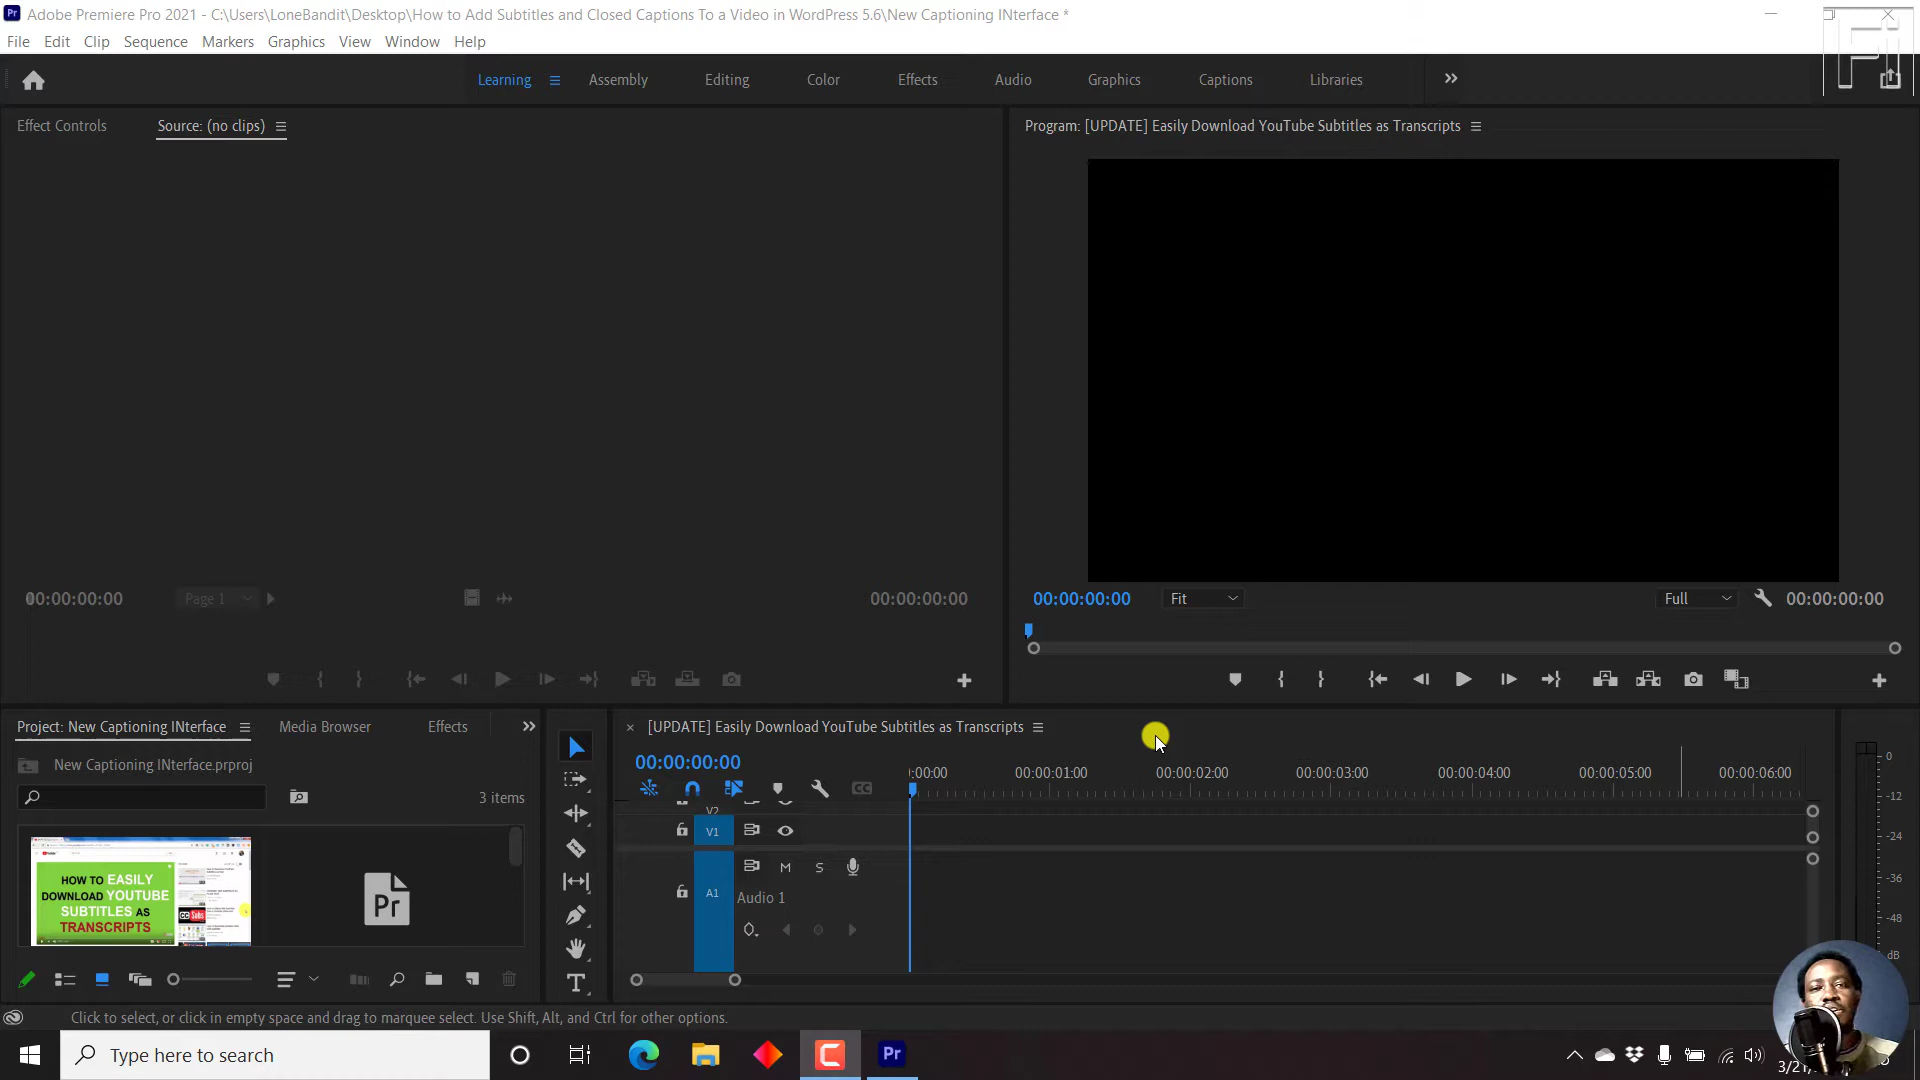 Pr Adobe Premiere Pro 2021 - C:\Users\LoneBandit\Desktop\How to Add Subtitles and Closed Captions To a Video in WordPress 5.6\New Captioning INterface *
File Edit Clip Sequence Markers Graphics View Window Help
Learning Assembly Editing Color Effects Audio Graphics Captions Libraries
Effect Controls Source: (no clips) Program: [UPDATE] Easily Download YouTube Subtitles as Transcripts
00:00:00:00 Page 1 00:00:00:00 00:00:00:00 Fit Full 00:00:00:00
Project: New Captioning INterface Media Browser Effects [UPDATE] Easily Download YouTube Subtitles as Transcripts
New Captioning INterface.prproj 00:00:00:00
:00:00 00:00:01:00 00:00:02:00 00:00:03:00 00:00:04:00 00:00:05:00 00:00:06:00
3 items CC
V2
V1
A1 M S
Audio 1
HOW TO EASILY
DOWNLOAD YOUTUBE
SUBTITLES AS
TRANSCRIPTS
CC Subs
Pr
0
-12
-24
-36
-48
dB
T
Click to select, or click in empty space and drag to marquee select. Use Shift, Alt, and Ctrl for other options.
Type here to search Pr
3/21/